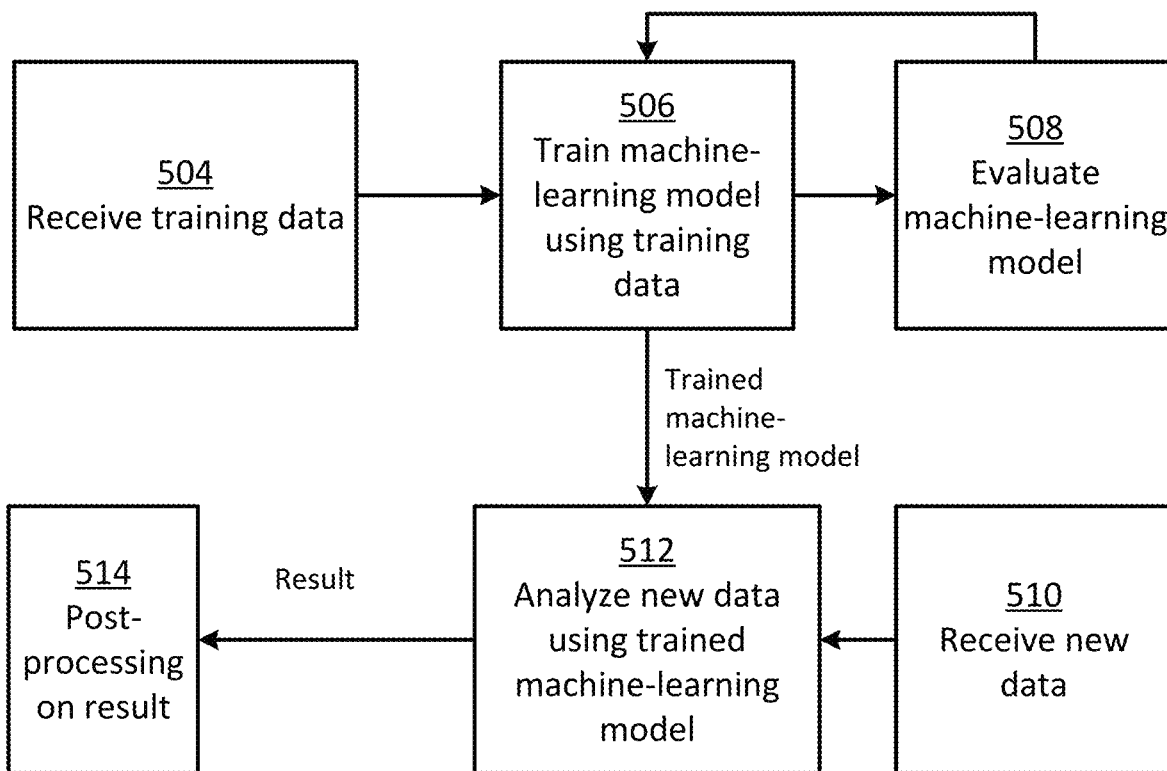 504
Receive training data
506
Train machine-
learning model
using training
data
508
Evaluate
machine-learning
model
Trained
machine-
learning model
514
Post-
processing
on result
Result
512
Analyze new data
using trained
machine-learning
model
510
Receive new
data